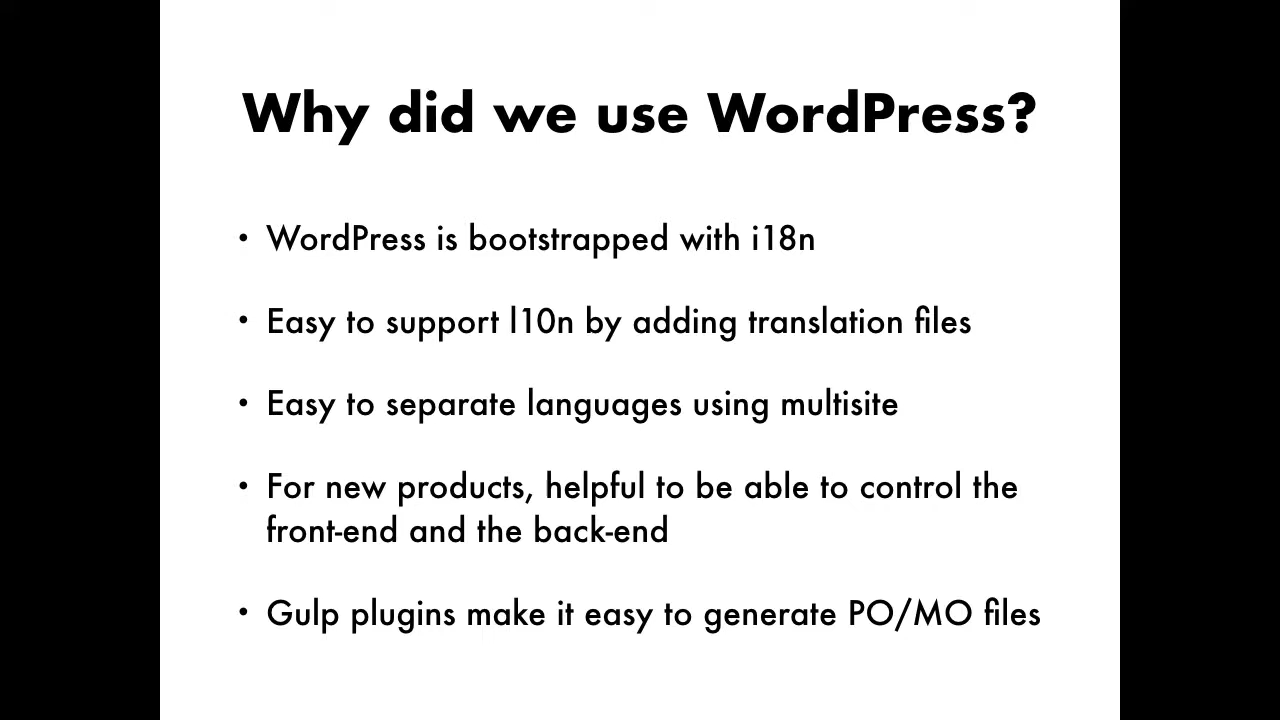 Why did we use WordPress?
• WordPress is bootstrapped with i18n
• Easy to support l10n by adding translation files
• Easy to separate languages using multisite
• For new products, helpful to be able to control the
front-end and the back-end
• Gulp plugins make it easy to generate PO/MO files